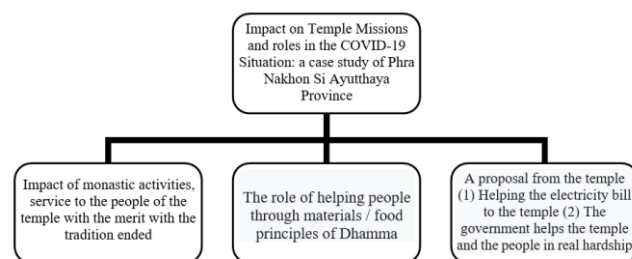 Impact on Temple Missions
and roles in the COVID-19
Situation: a case study of Phra
Nakhon Si Ayutthaya
Province
Impact of monastic activities,
service to the people of the
temple with the merit with the
tradition ended
The role of helping people
through materials / food
principles of Dhamma
A proposal from the temple
(1) Helping the electricity bill
to the temple (2) The
government helps the temple
and the people in real hardship